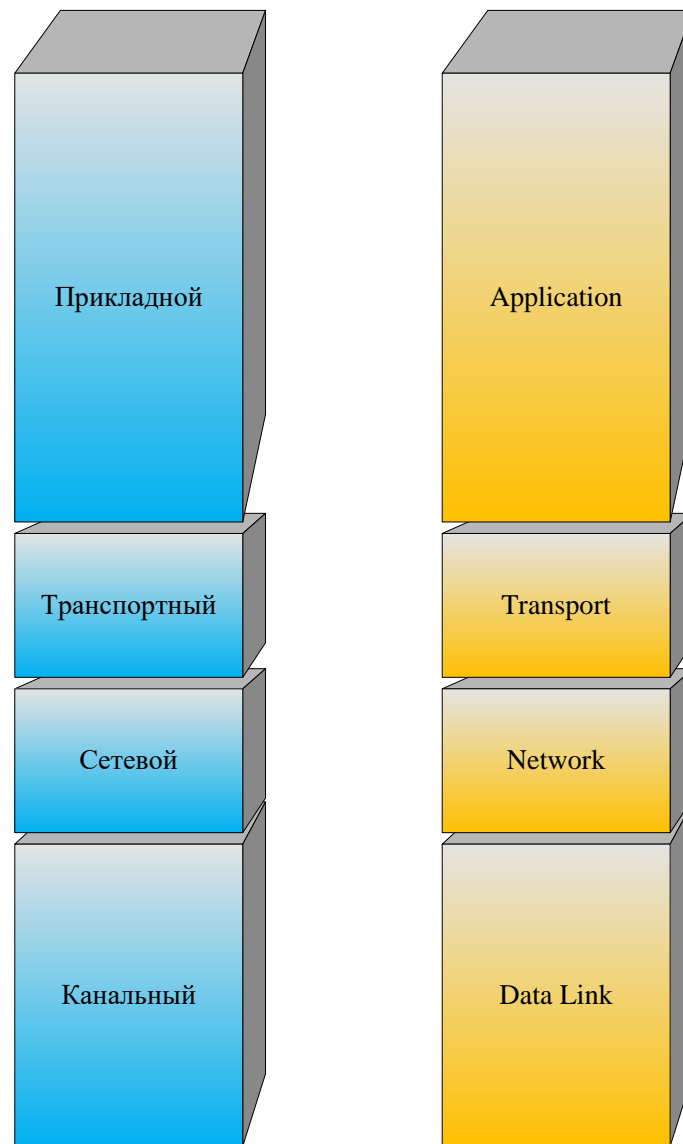 Прикладной
Application
Транспортный
Transport
Сетевой
Network
Канальный
Data Link